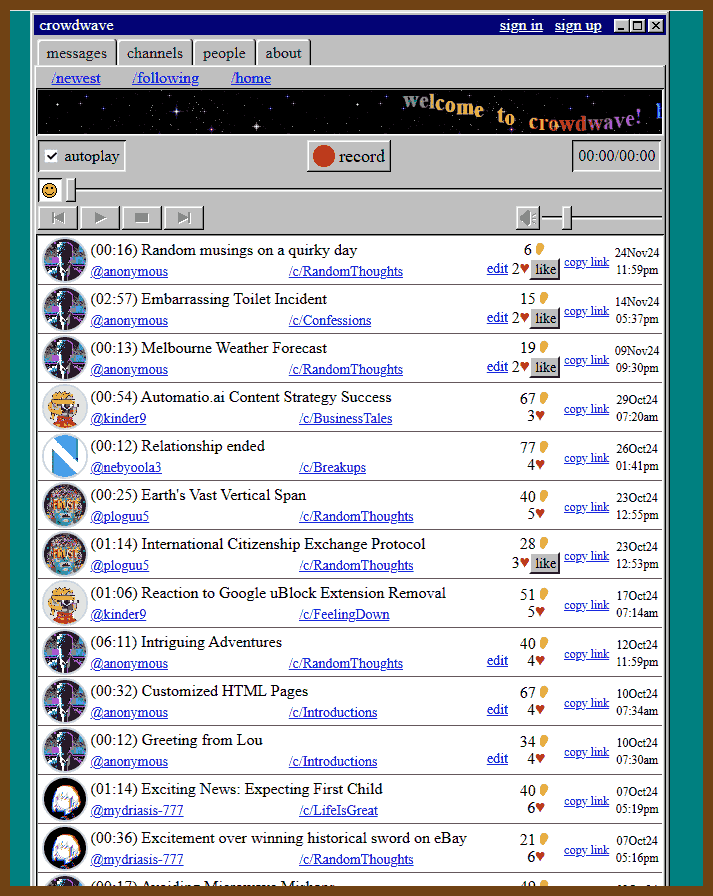 crowdwave sign in sign up
messages channels people about
/newest /following /home
welcome to crowdwave!
autoplay record 00:00/00:00
(00:16) Random musings on a quirky day 6 24Nov24
@anonymous /c/RandomThoughts edit 2 like copy link 11:59pm
(02:57) Embarrassing Toilet Incident 15 14Nov24
@anonymous /c/Confessions edit 2 like copy link 05:37pm
(00:13) Melbourne Weather Forecast 19 09Nov24
@anonymous /c/RandomThoughts edit 2 like copy link 09:30pm
(00:54) Automatio.ai Content Strategy Success 67 29Oct24
@kinder9 /c/BusinessTales 3 copy link 07:20am
(00:12) Relationship ended 77 26Oct24
@nebyoola3 /c/Breakups 4 copy link 01:41pm
(00:25) Earth's Vast Vertical Span 40 23Oct24
@ploguu5 /c/RandomThoughts 5 copy link 12:55pm
(01:14) International Citizenship Exchange Protocol 28 23Oct24
@ploguu5 /c/RandomThoughts 3 like copy link 12:53pm
(01:06) Reaction to Google uBlock Extension Removal 51 17Oct24
@kinder9 /c/FeelingDown 5 copy link 07:14am
(06:11) Intriguing Adventures 40 12Oct24
@anonymous /c/RandomThoughts edit 4 copy link 11:59pm
(00:32) Customized HTML Pages 67 10Oct24
@anonymous /c/Introductions edit 4 copy link 07:34am
(00:12) Greeting from Lou 34 10Oct24
@anonymous /c/Introductions edit 4 copy link 07:30am
(01:14) Exciting News: Expecting First Child 40 07Oct24
@mydriasis-777 /c/LifeIsGreat 6 copy link 05:19pm
(00:36) Excitement over winning historical sword on eBay 21 07Oct24
@mydriasis-777 /c/RandomThoughts 6 copy link 05:16pm